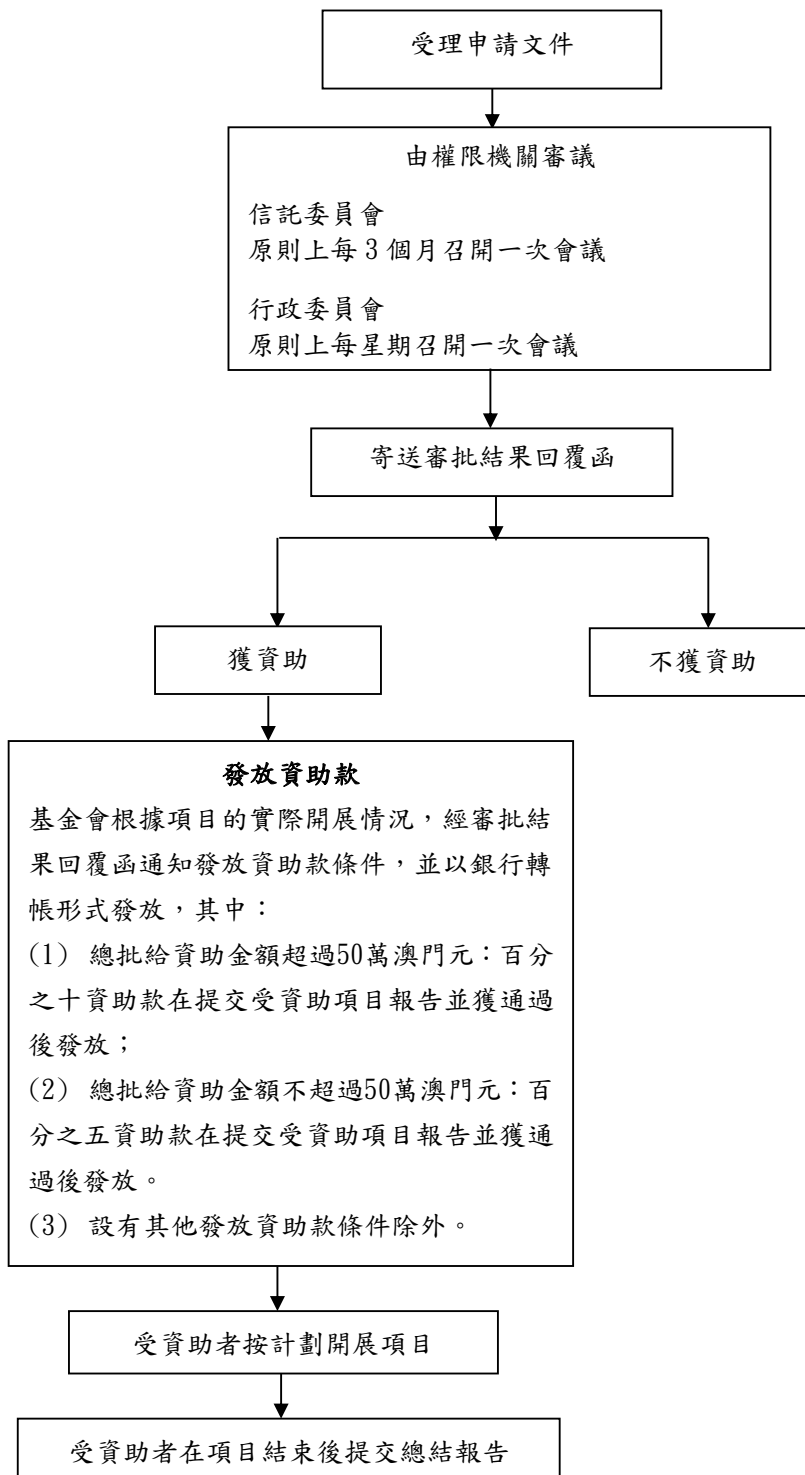 受理申請文件
由權限機關審議
信託委員會
原則上每 3 個月召開一次會議
行政委員會
原則上每星期召開一次會議
寄送審批結果回覆函
獲資助
不獲資助
發放資助款
基金會根據項目的實際開展情況，經審批結
果回覆函通知發放資助款條件，並以銀行轉
帳形式發放，其中：
(1) 總批給資助金額超過50萬澳門元：百分
之十資助款在提交受資助項目報告並獲通過
後發放；
(2) 總批給資助金額不超過50萬澳門元：百
分之五資助款在提交受資助項目報告並獲通
過後發放。
(3) 設有其他發放資助款條件除外。
受資助者按計劃開展項目
受資助者在項目結束後提交總結報告